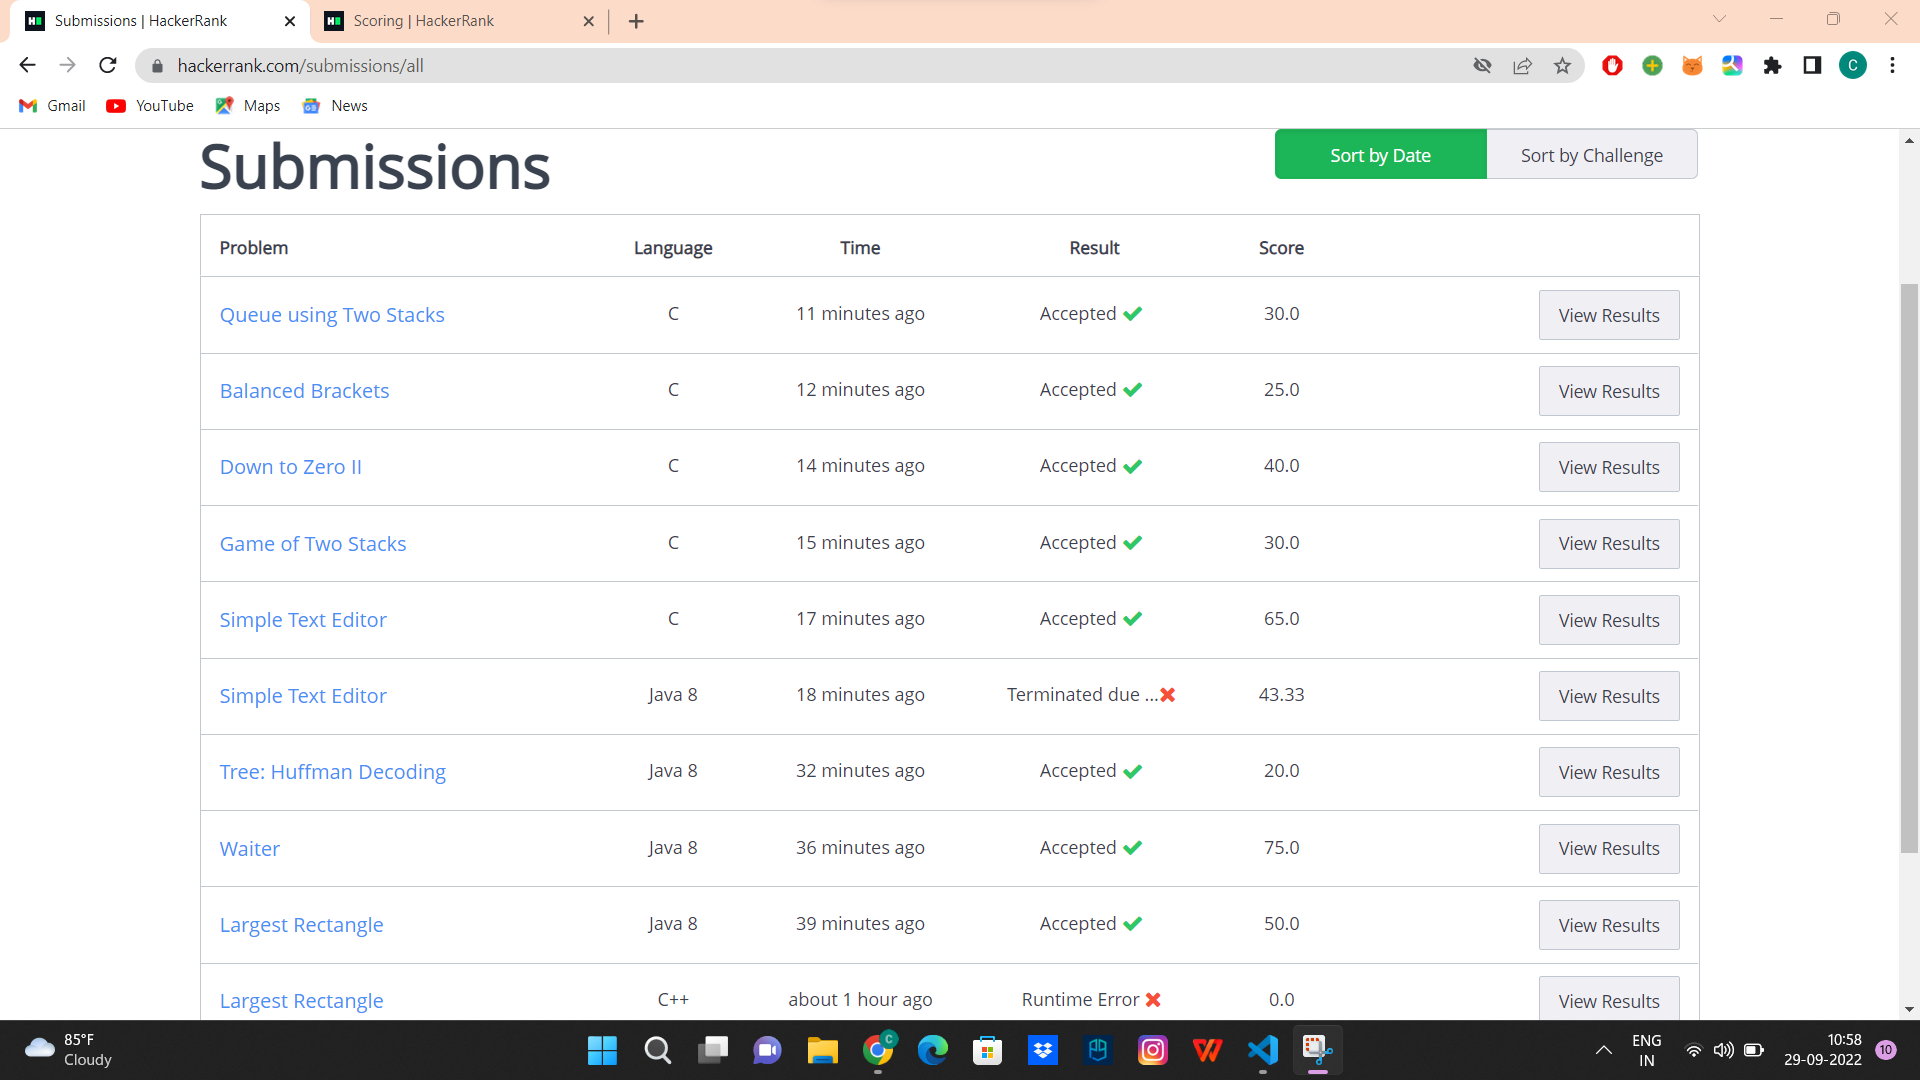 Submissions | HackerRank
Scoring | HackerRank
hackerrank.com/submissions/all
C
Gmail YouTube Maps News
Submissions
Sort by Date Sort by Challenge
Problem Language Time Result Score
Queue using Two Stacks C 11 minutes ago Accepted 30.0 View Results
Balanced Brackets C 12 minutes ago Accepted 25.0 View Results
Down to Zero II C 14 minutes ago Accepted 40.0 View Results
Game of Two Stacks C 15 minutes ago Accepted 30.0 View Results
Simple Text Editor C 17 minutes ago Accepted 65.0 View Results
Simple Text Editor Java 8 18 minutes ago Terminated due ... 43.33 View Results
Tree: Huffman Decoding Java 8 32 minutes ago Accepted 20.0 View Results
Waiter Java 8 36 minutes ago Accepted 75.0 View Results
Largest Rectangle Java 8 39 minutes ago Accepted 50.0 View Results
Largest Rectangle C++ about 1 hour ago Runtime Error 0.0 View Results
85°F
Cloudy
ENG
IN
10:58
29-09-2022
10